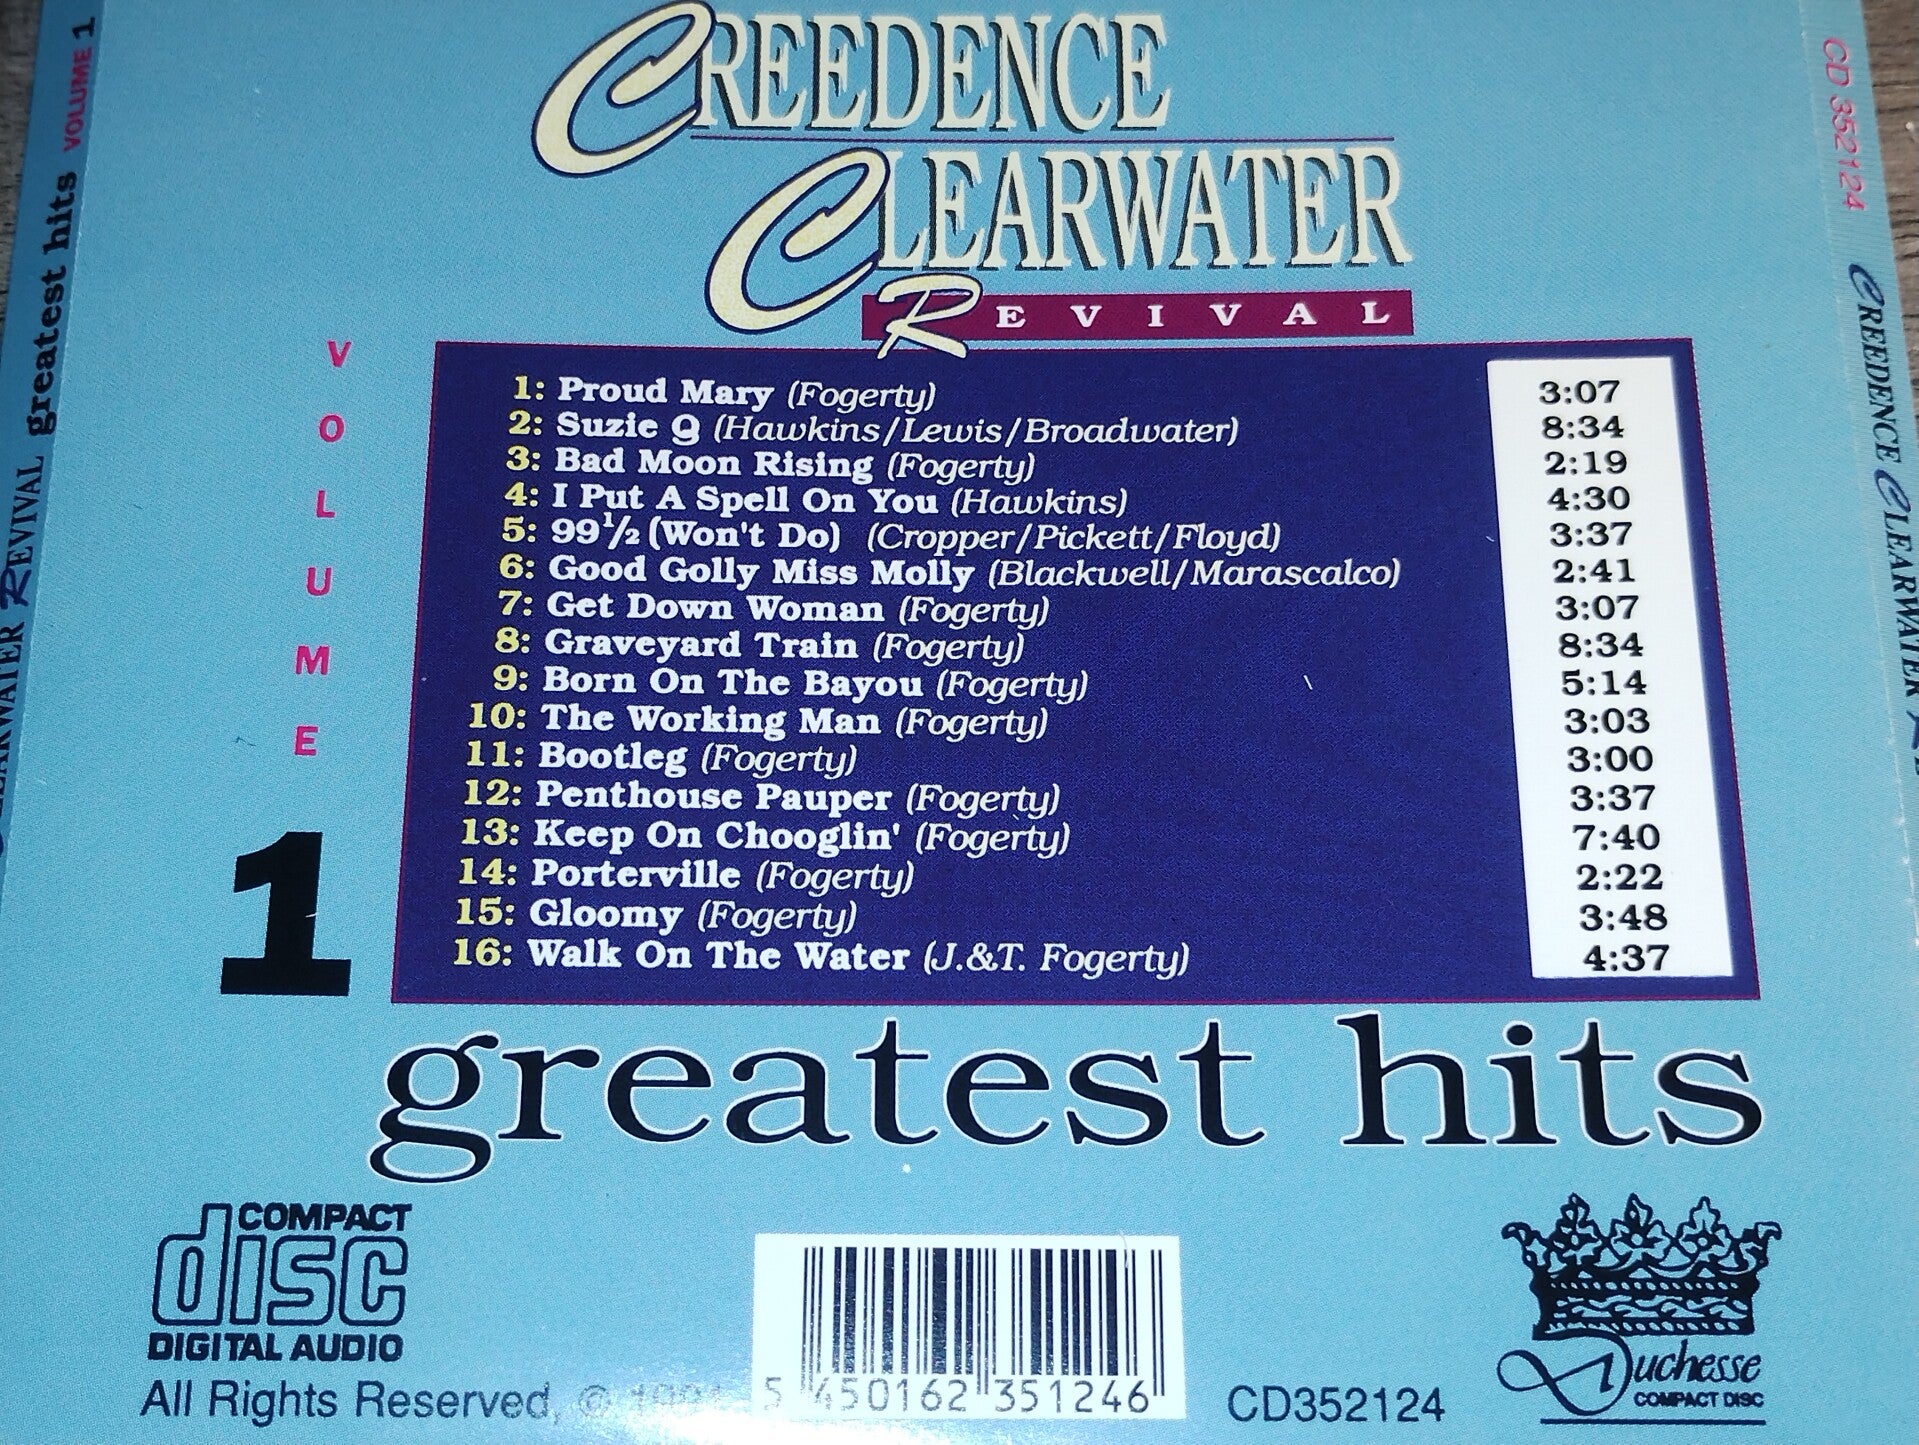 CREEDENCE
CLEARWATER
REVIVAL
VOLUME
1
1: Proud Mary (Fogerty) 3:07
2: Suzie Q (Hawkins/Lewis/Broadwater) 8:34
3: Bad Moon Rising (Fogerty) 2:19
4: I Put A Spell On You (Hawkins) 4:30
5: 99½ (Won't Do) (Cropper/Pickett/Floyd) 3:37
6: Good Golly Miss Molly (Blackwell/Marascalco) 2:41
7: Get Down Woman (Fogerty) 3:07
8: Graveyard Train (Fogerty) 8:34
9: Born On The Bayou (Fogerty) 5:14
10: The Working Man (Fogerty) 3:03
11: Bootleg (Fogerty) 3:00
12: Penthouse Pauper (Fogerty) 3:37
13: Keep On Chooglin' (Fogerty) 7:40
14: Porterville (Fogerty) 2:22
15: Gloomy (Fogerty) 3:48
16: Walk On The Water (J.&T. Fogerty) 4:37
greatest hits
COMPACT
disc
DIGITAL AUDIO
All Rights Reserved, ©
5 450162 351246
CD352124
Duchesse
COMPACT DISC
REVIVAL greatest hits VOLUME 1
CD 352124 CREEDENCE CLEARWATER